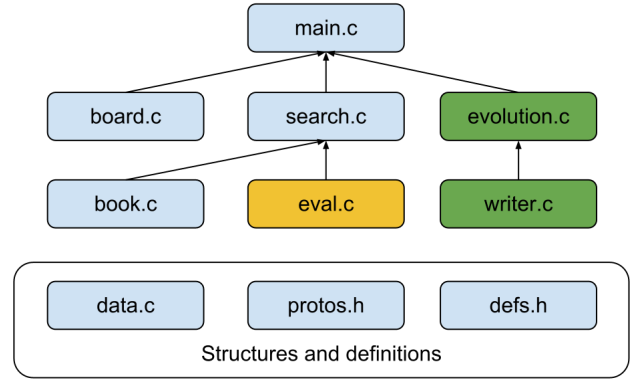 main.c
board.c
search.c
evolution.c
book.c
eval.c
writer.c
data.c
protos.h
defs.h
Structures and definitions